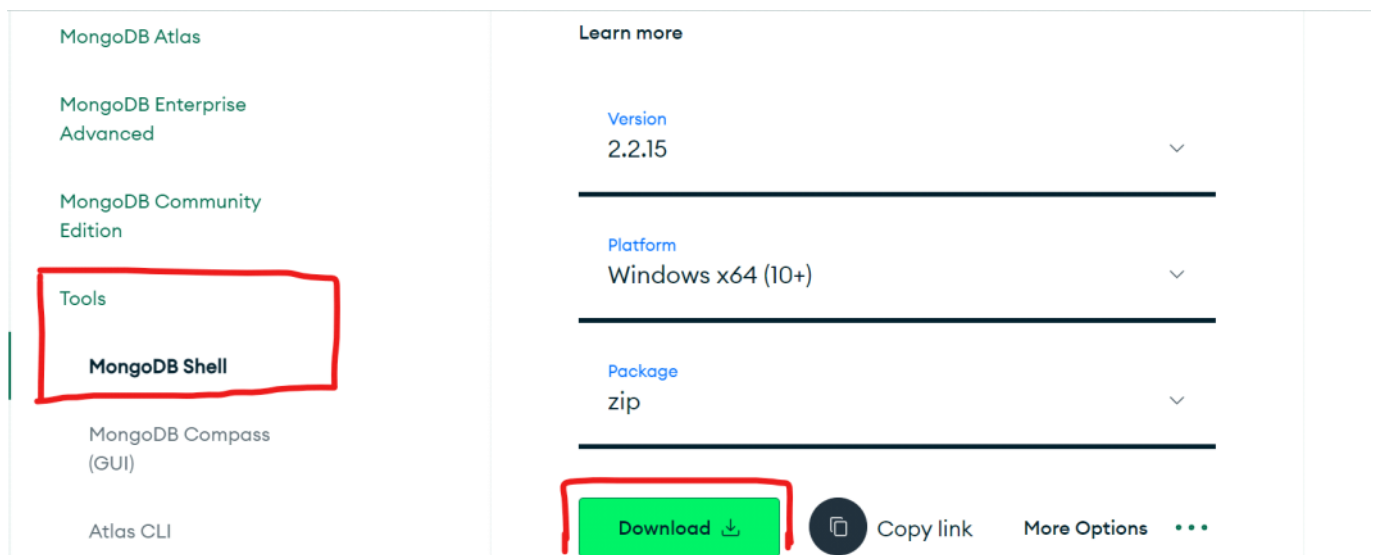 MongoDB Atlas
MongoDB Enterprise
Advanced
MongoDB Community
Edition
Tools
MongoDB Shell
MongoDB Compass
(GUI)
Atlas CLI
Learn more
Version
2.2.15
Platform
Windows x64 (10+)
Package
zip
Download
Copy link
More Options